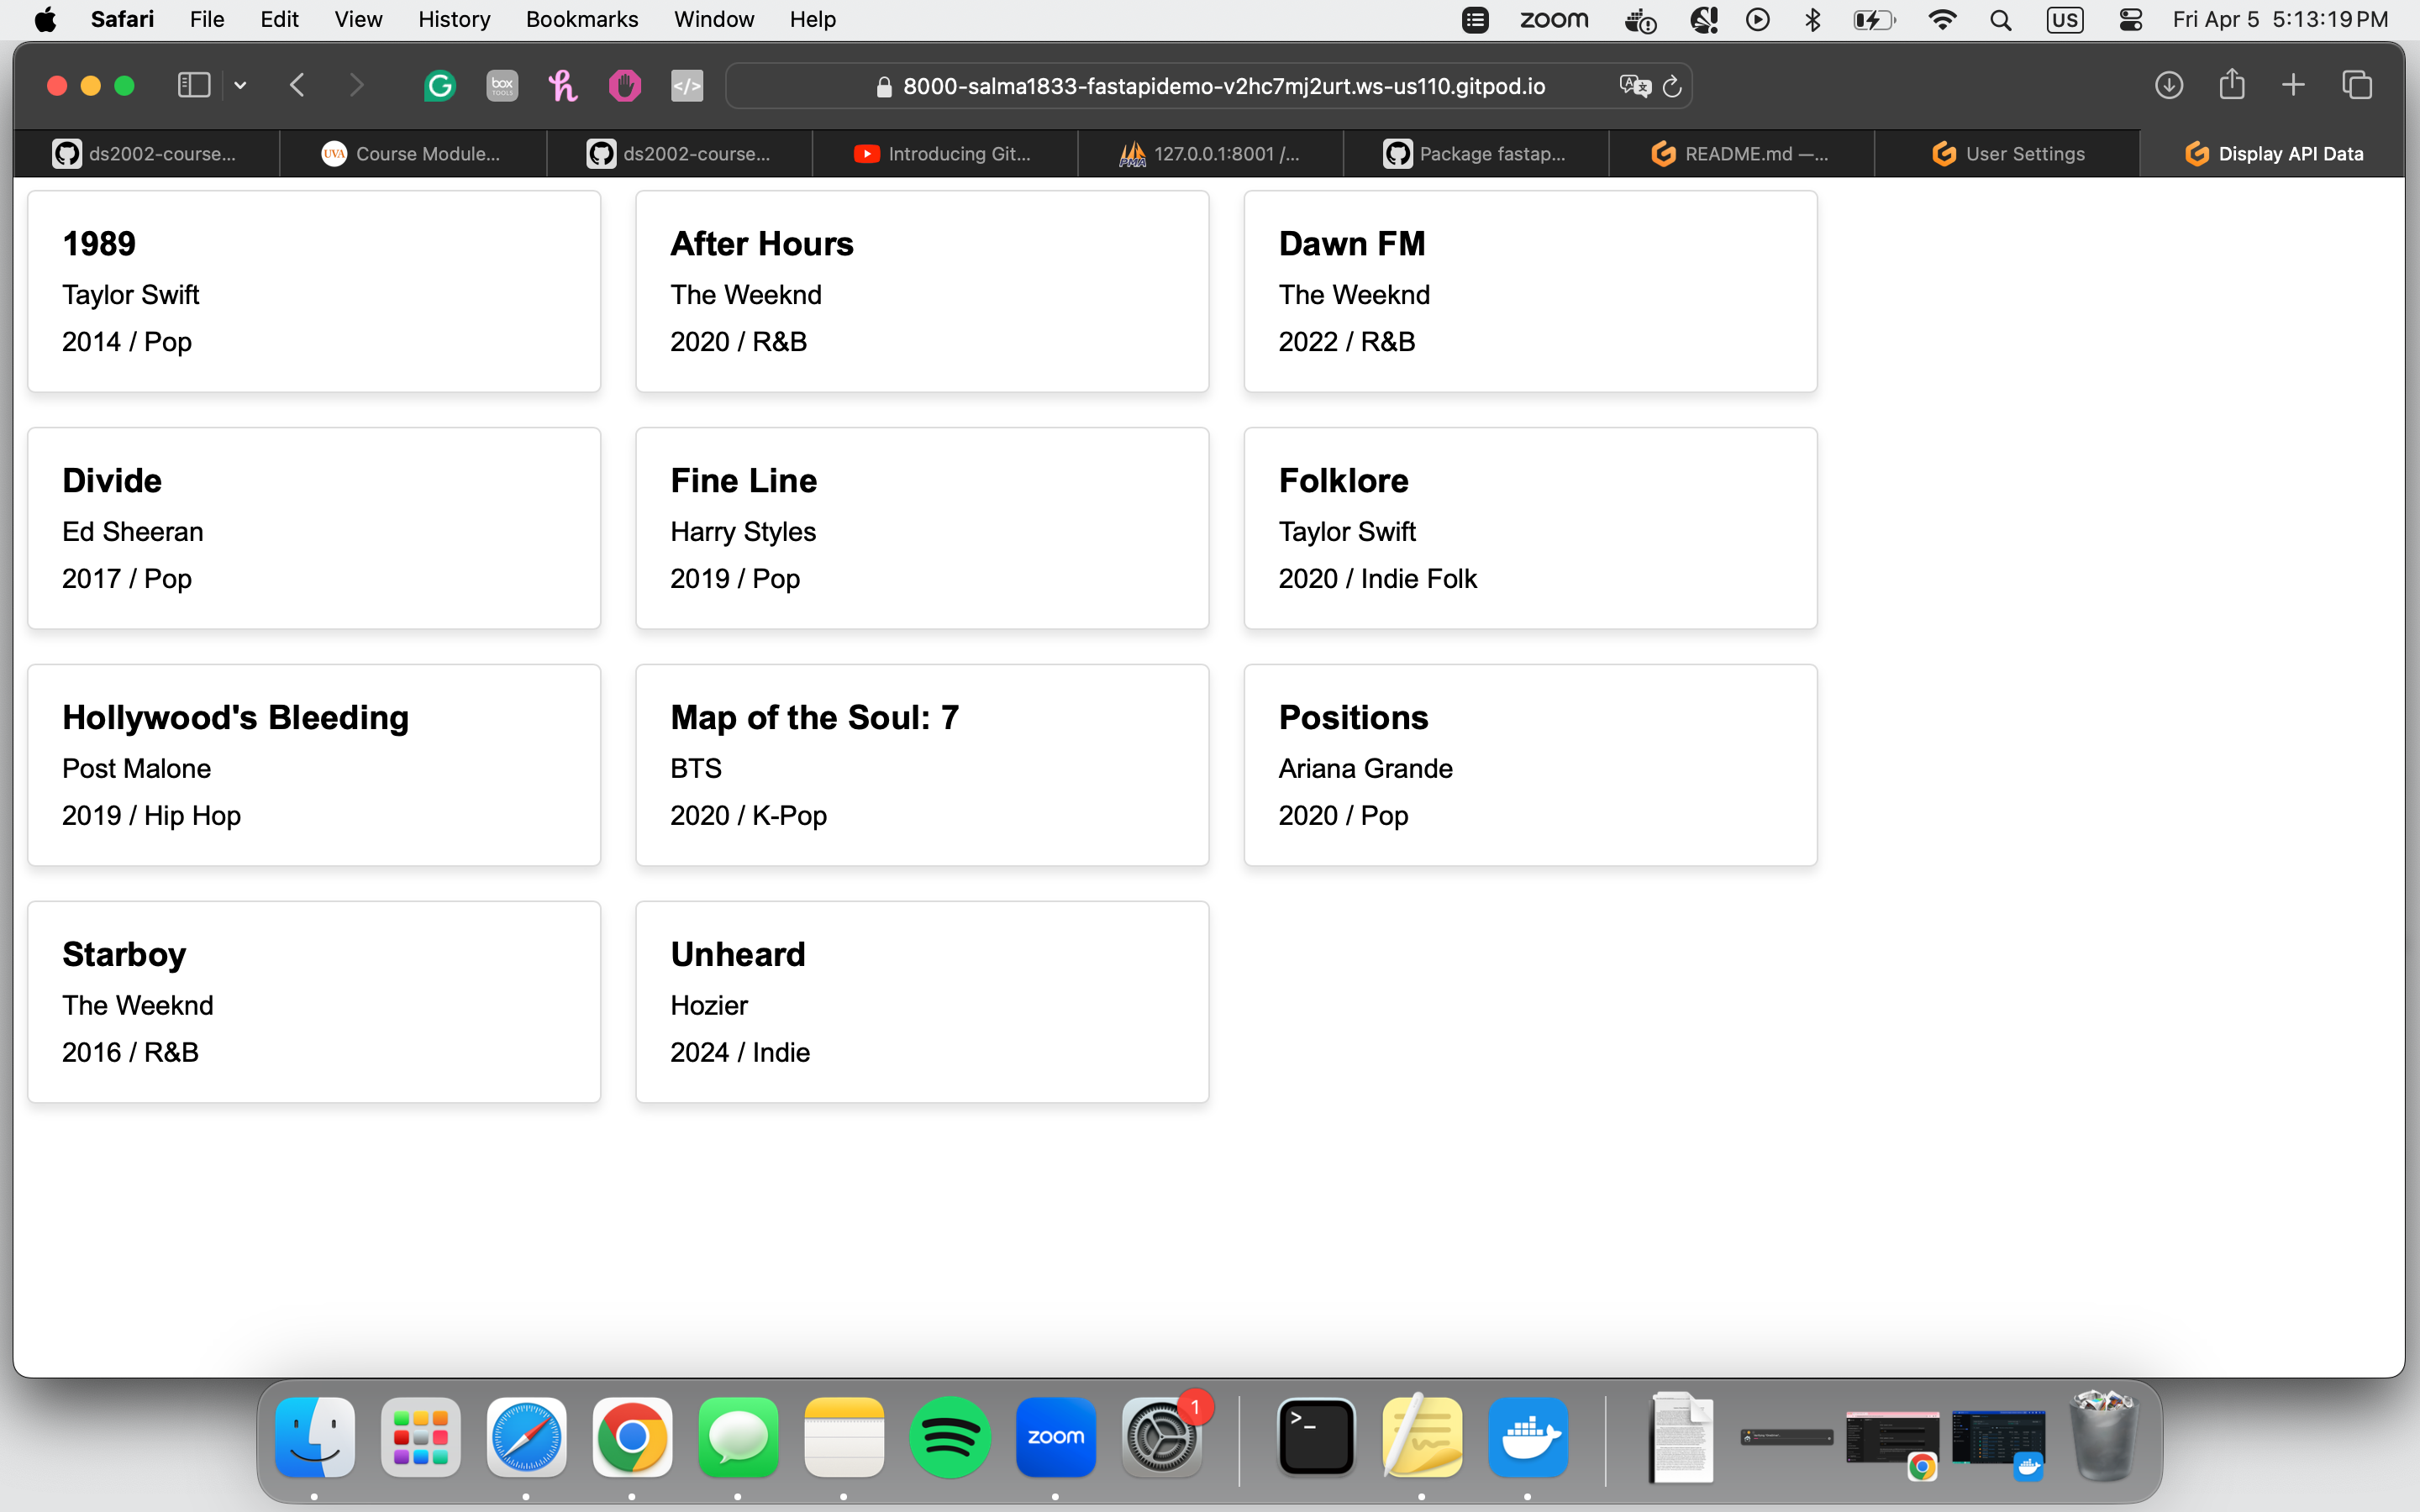 Safari File Edit View History Bookmarks Window Help zoom US Fri Apr 5 5:13:19 PM
box TOOLS </> 8000-salma1833-fastapidemo-v2hc7mj2urt.ws-us110.gitpod.io
ds2002-course... UVA Course Module... ds2002-course... Introducing Git... PMA 127.0.0.1:8001 /... Package fastap... README.md —... User Settings Display API Data
1989
Taylor Swift
2014 / Pop
After Hours
The Weeknd
2020 / R&B
Dawn FM
The Weeknd
2022 / R&B
Divide
Ed Sheeran
2017 / Pop
Fine Line
Harry Styles
2019 / Pop
Folklore
Taylor Swift
2020 / Indie Folk
Hollywood's Bleeding
Post Malone
2019 / Hip Hop
Map of the Soul: 7
BTS
2020 / K-Pop
Positions
Ariana Grande
2020 / Pop
Starboy
The Weeknd
2016 / R&B
Unheard
Hozier
2024 / Indie
zoom 1